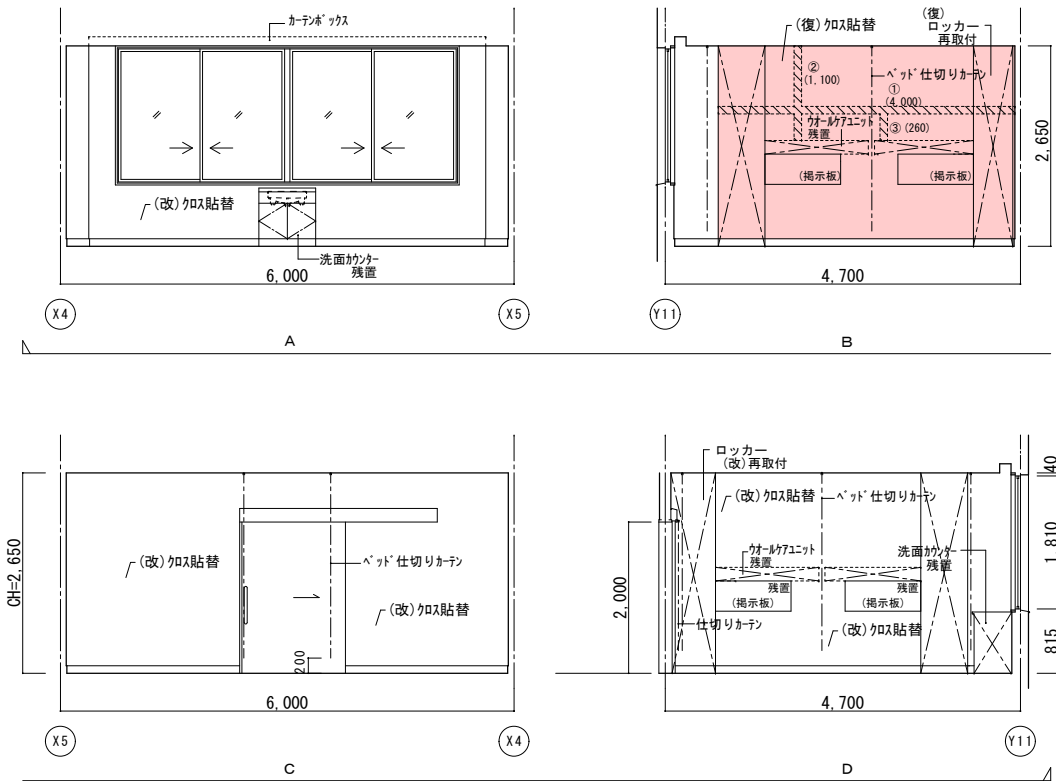 カーテンボックス
(改)クロス貼替
洗面カウンター
残置
6,000
X4
X5
A
(復)クロス貼替
(復)
ロッカー
再取付
②
(1,100)
ベッド仕切りカーテン
①
(4,000)
ウオールケアユニット
残置
③(260)
(掲示板)
(掲示板)
2,650
4,700
Y11
B
CH=2,650
(改)クロス貼替
ベッド仕切りカーテン
(改)クロス貼替
200
6,000
X5
X4
C
ロッカー
(改)再取付
(改)クロス貼替
ベッド仕切りカーテン
ウオールケアユニット
残置
洗面カウンター
残置
残置
(掲示板)
残置
(掲示板)
仕切りカーテン
(改)クロス貼替
2,000
40
1,810
815
4,700
Y11
D